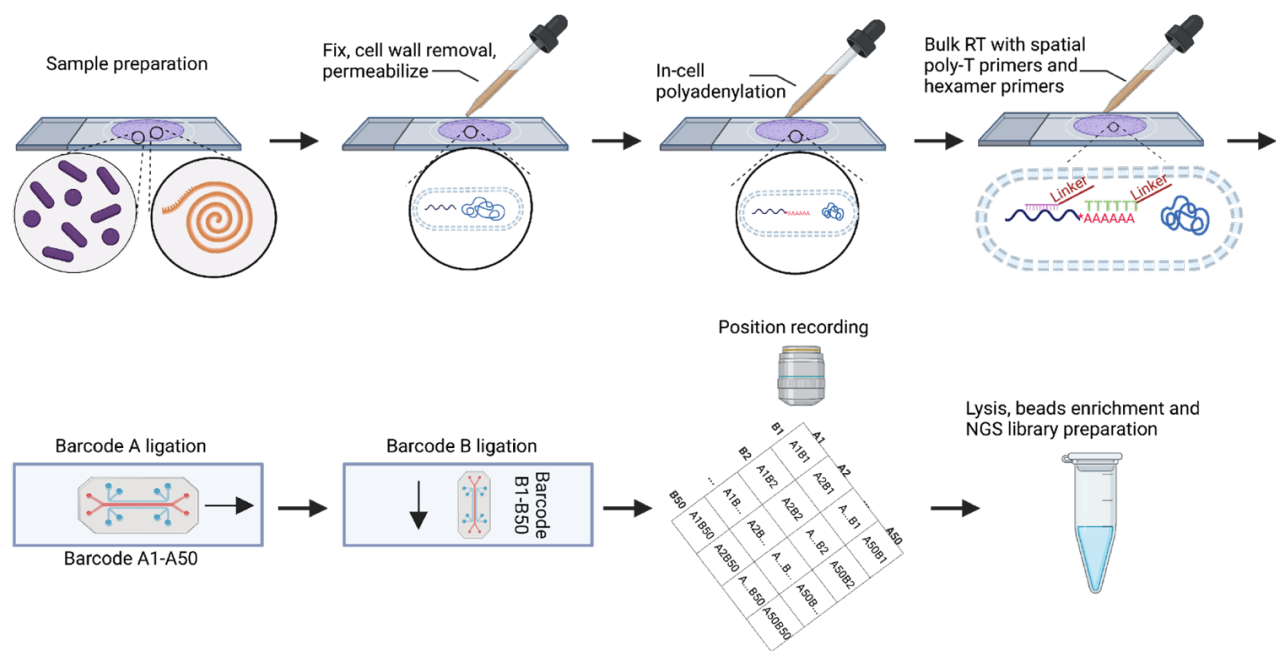 Sample preparation
Fix, cell wall removal,
permeabilize
In-cell
polyadenylation
Bulk RT with spatial
poly-T primers and
hexamer primers
AAAAAA
Linker
Linker
TTTTTT
AAAAAA
Barcode A ligation
Barcode A1-A50
Barcode B ligation
Barcode
B1-B50
Position recording
B1 A1
B2 A1B1 A2
... A1B2 A2B1 ...
B50 A1B... A2B2 A...B1 A50
A1B50 A2B... A...B2 A50B1
A2B50 A...B... A50B2
A...B50 A50B...
A50B50
Lysis, beads enrichment and
NGS library preparation